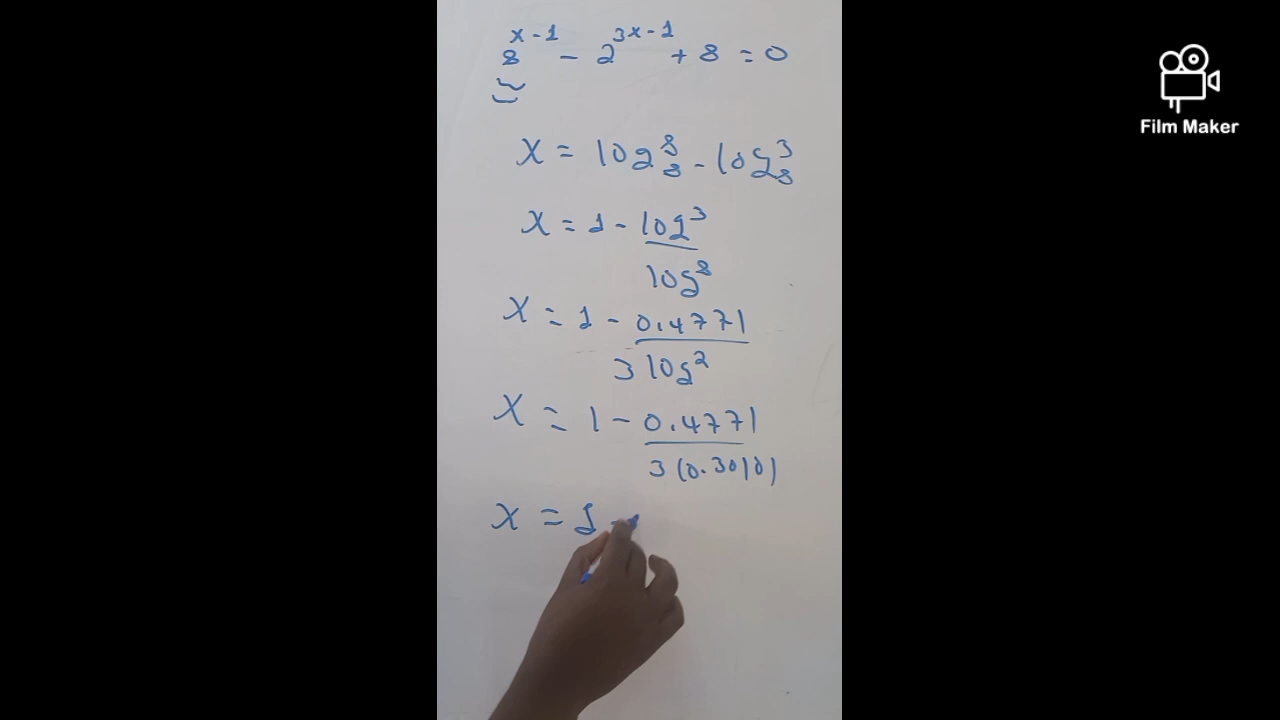 8^{x-1} - 2^{3x-1} + 8 = 0
Film Maker
x = log_8^8 - log_8^3
x = 1 - log^3 / log^8
x = 1 - 0.4771 / 3 log^2
x = 1 - 0.4771 / 3(0.3010)
x = 1 -